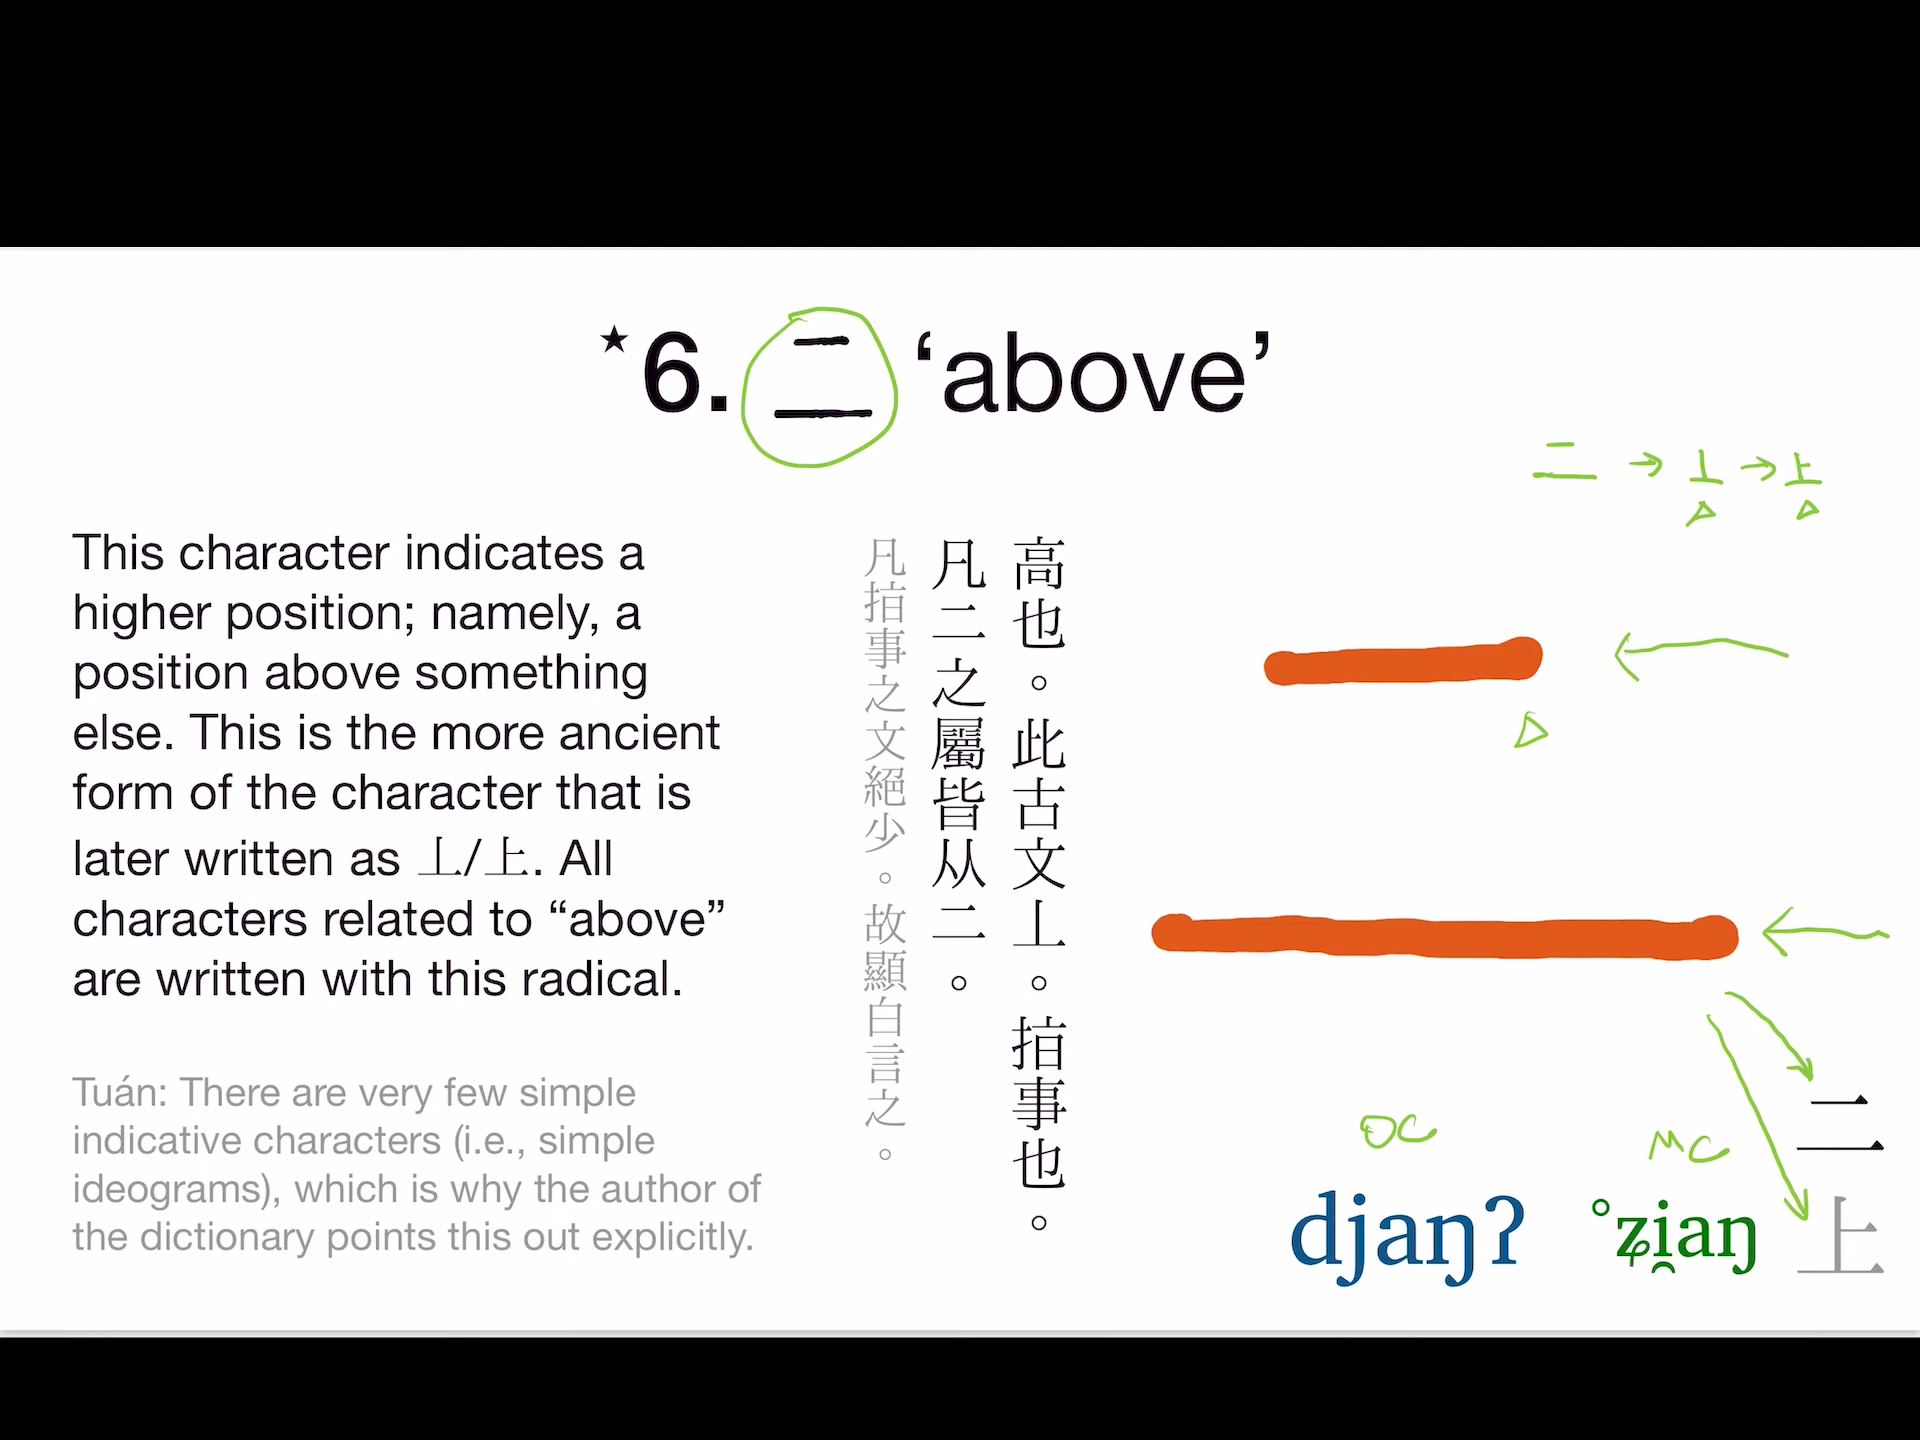 *6. 二 ‘above’
二 → 丄 → 上
This character indicates a
higher position; namely, a
position above something
else. This is the more ancient
form of the character that is
later written as 丄/上. All
characters related to “above”
are written with this radical.
Tuán: There are very few simple
indicative characters (i.e., simple
ideograms), which is why the author of
the dictionary points this out explicitly.
高也。此古文丄。㨖事也。
凡二之屬皆从二。
凡㨖事之文絕少。故顯白言之。
OC
MC
djaŋʔ
˚ʑi̯aŋ
二
上